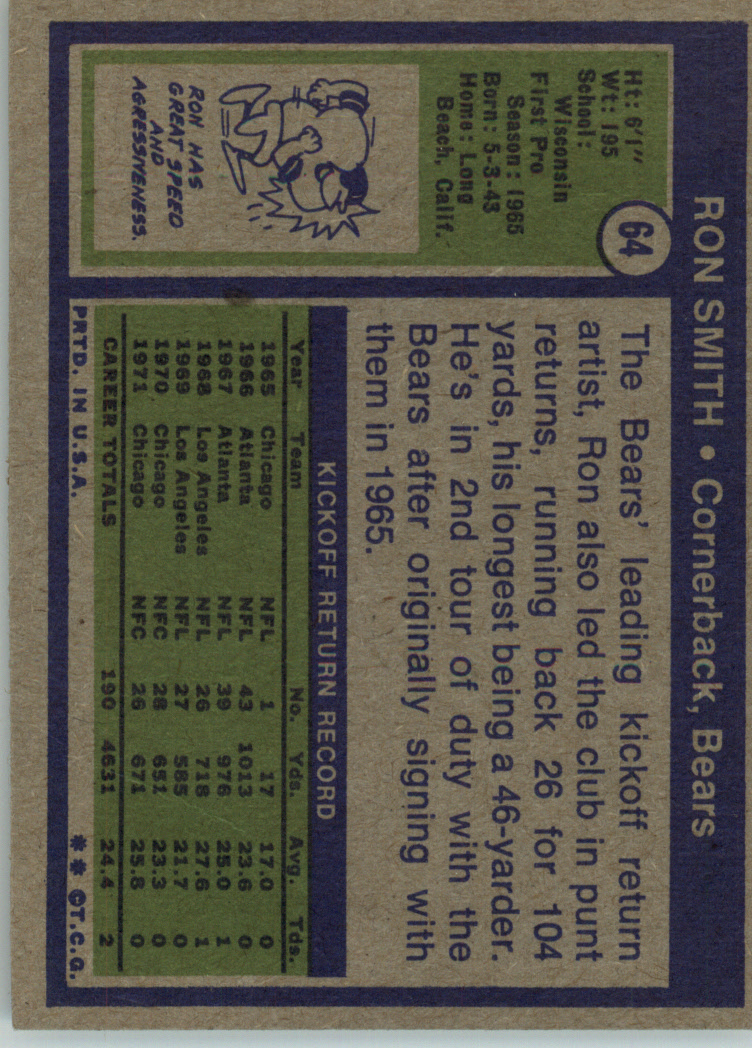 RON SMITH • Cornerback, Bears
64
Ht: 6'1"
Wt: 195
School:
Wisconsin
First Pro
Season: 1965
Born: 5-3-43
Home: Long
Beach, Calif.
RON HAS
GREAT SPEED
AND
AGRESSIVENESS.
The Bears' leading kickoff return
artist, Ron also led the club in punt
returns, running back 26 for 104
yards, his longest being a 46-yarder.
He's in 2nd tour of duty with the
Bears after originally signing with
them in 1965.
KICKOFF RETURN RECORD
Year Team No. Yds. Avg. Tds.
1965 Chicago NFL 1 17 17.0 0
1966 Atlanta NFL 43 1013 23.6 0
1967 Atlanta NFL 39 976 25.0 1
1968 Los Angeles NFL 26 718 27.6 1
1969 Los Angeles NFL 27 585 21.7 0
1970 Chicago NFC 28 651 23.3 0
1971 Chicago NFC 26 671 25.8 0
CAREER TOTALS 190 4631 24.4 2
PRTD. IN U.S.A. ** ©T.C.G.